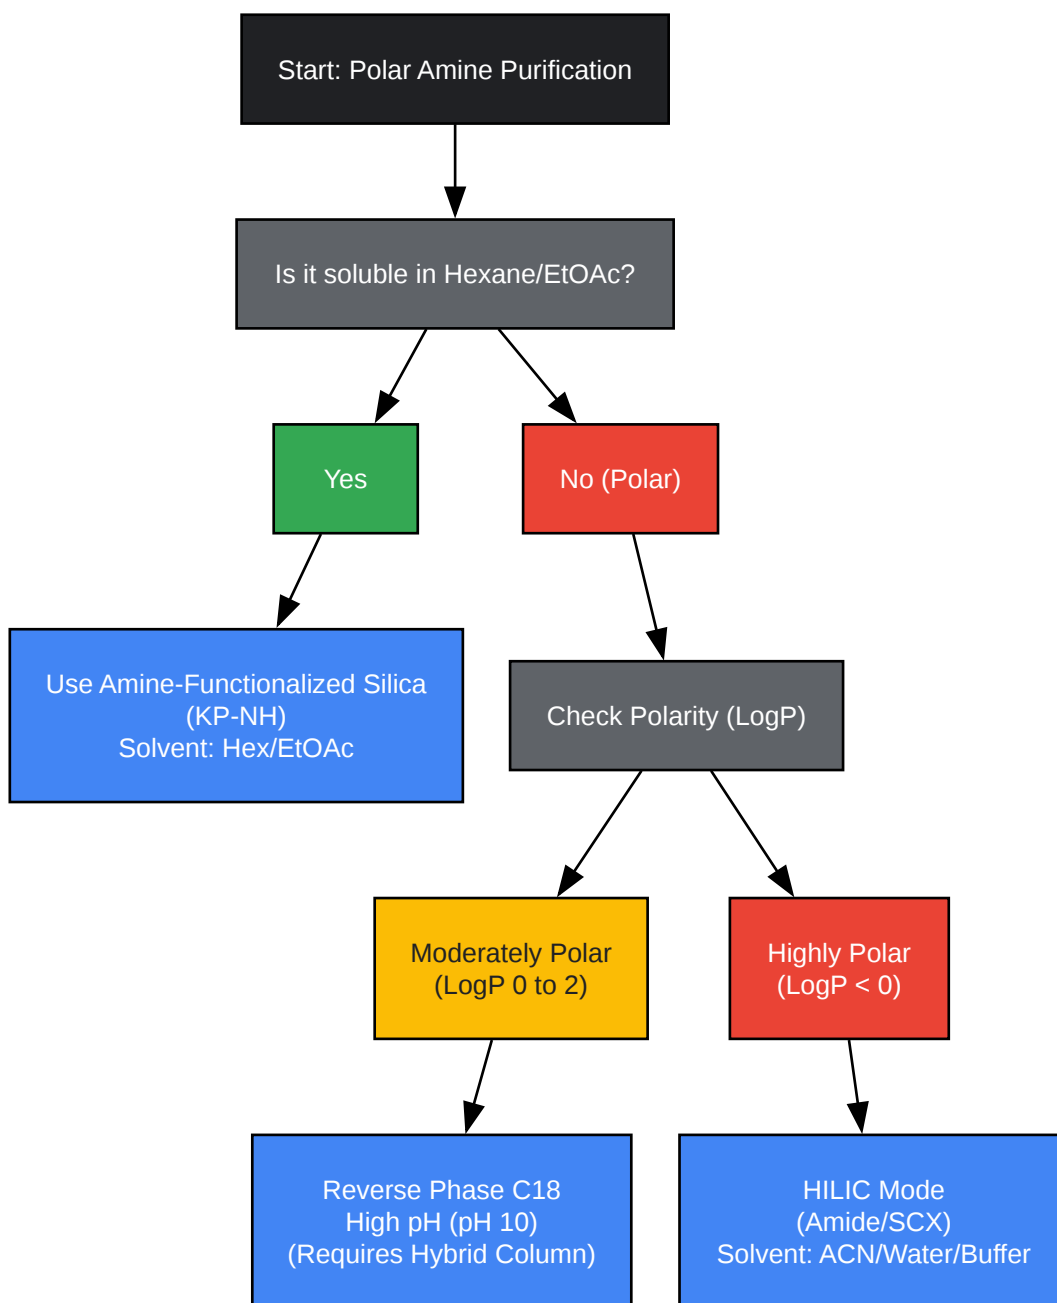 Start: Polar Amine Purification
Is it soluble in Hexane/EtOAc?
Yes
No (Polar)
Use Amine-Functionalized Silica
(KP-NH)
Solvent: Hex/EtOAc
Check Polarity (LogP)
Moderately Polar
(LogP 0 to 2)
Highly Polar
(LogP < 0)
Reverse Phase C18
High pH (pH 10)
(Requires Hybrid Column)
HILIC Mode
(Amide/SCX)
Solvent: ACN/Water/Buffer